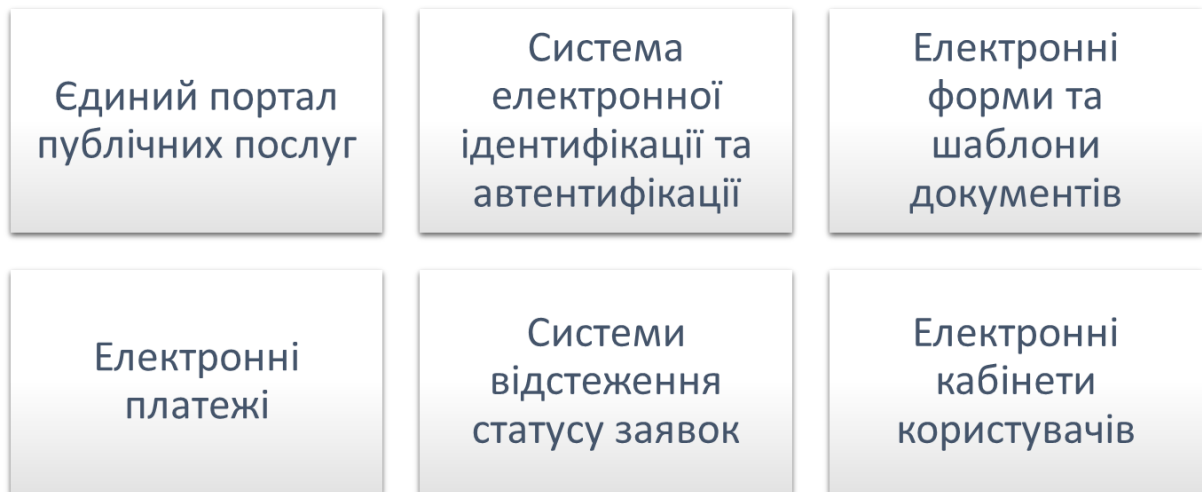 Єдиний портал
публічних послуг
Система
електронної
ідентифікації та
автентифікації
Електронні
форми та
шаблони
документів
Електронні
платежі
Системи
відстеження
статусу заявок
Електронні
кабінети
користувачів